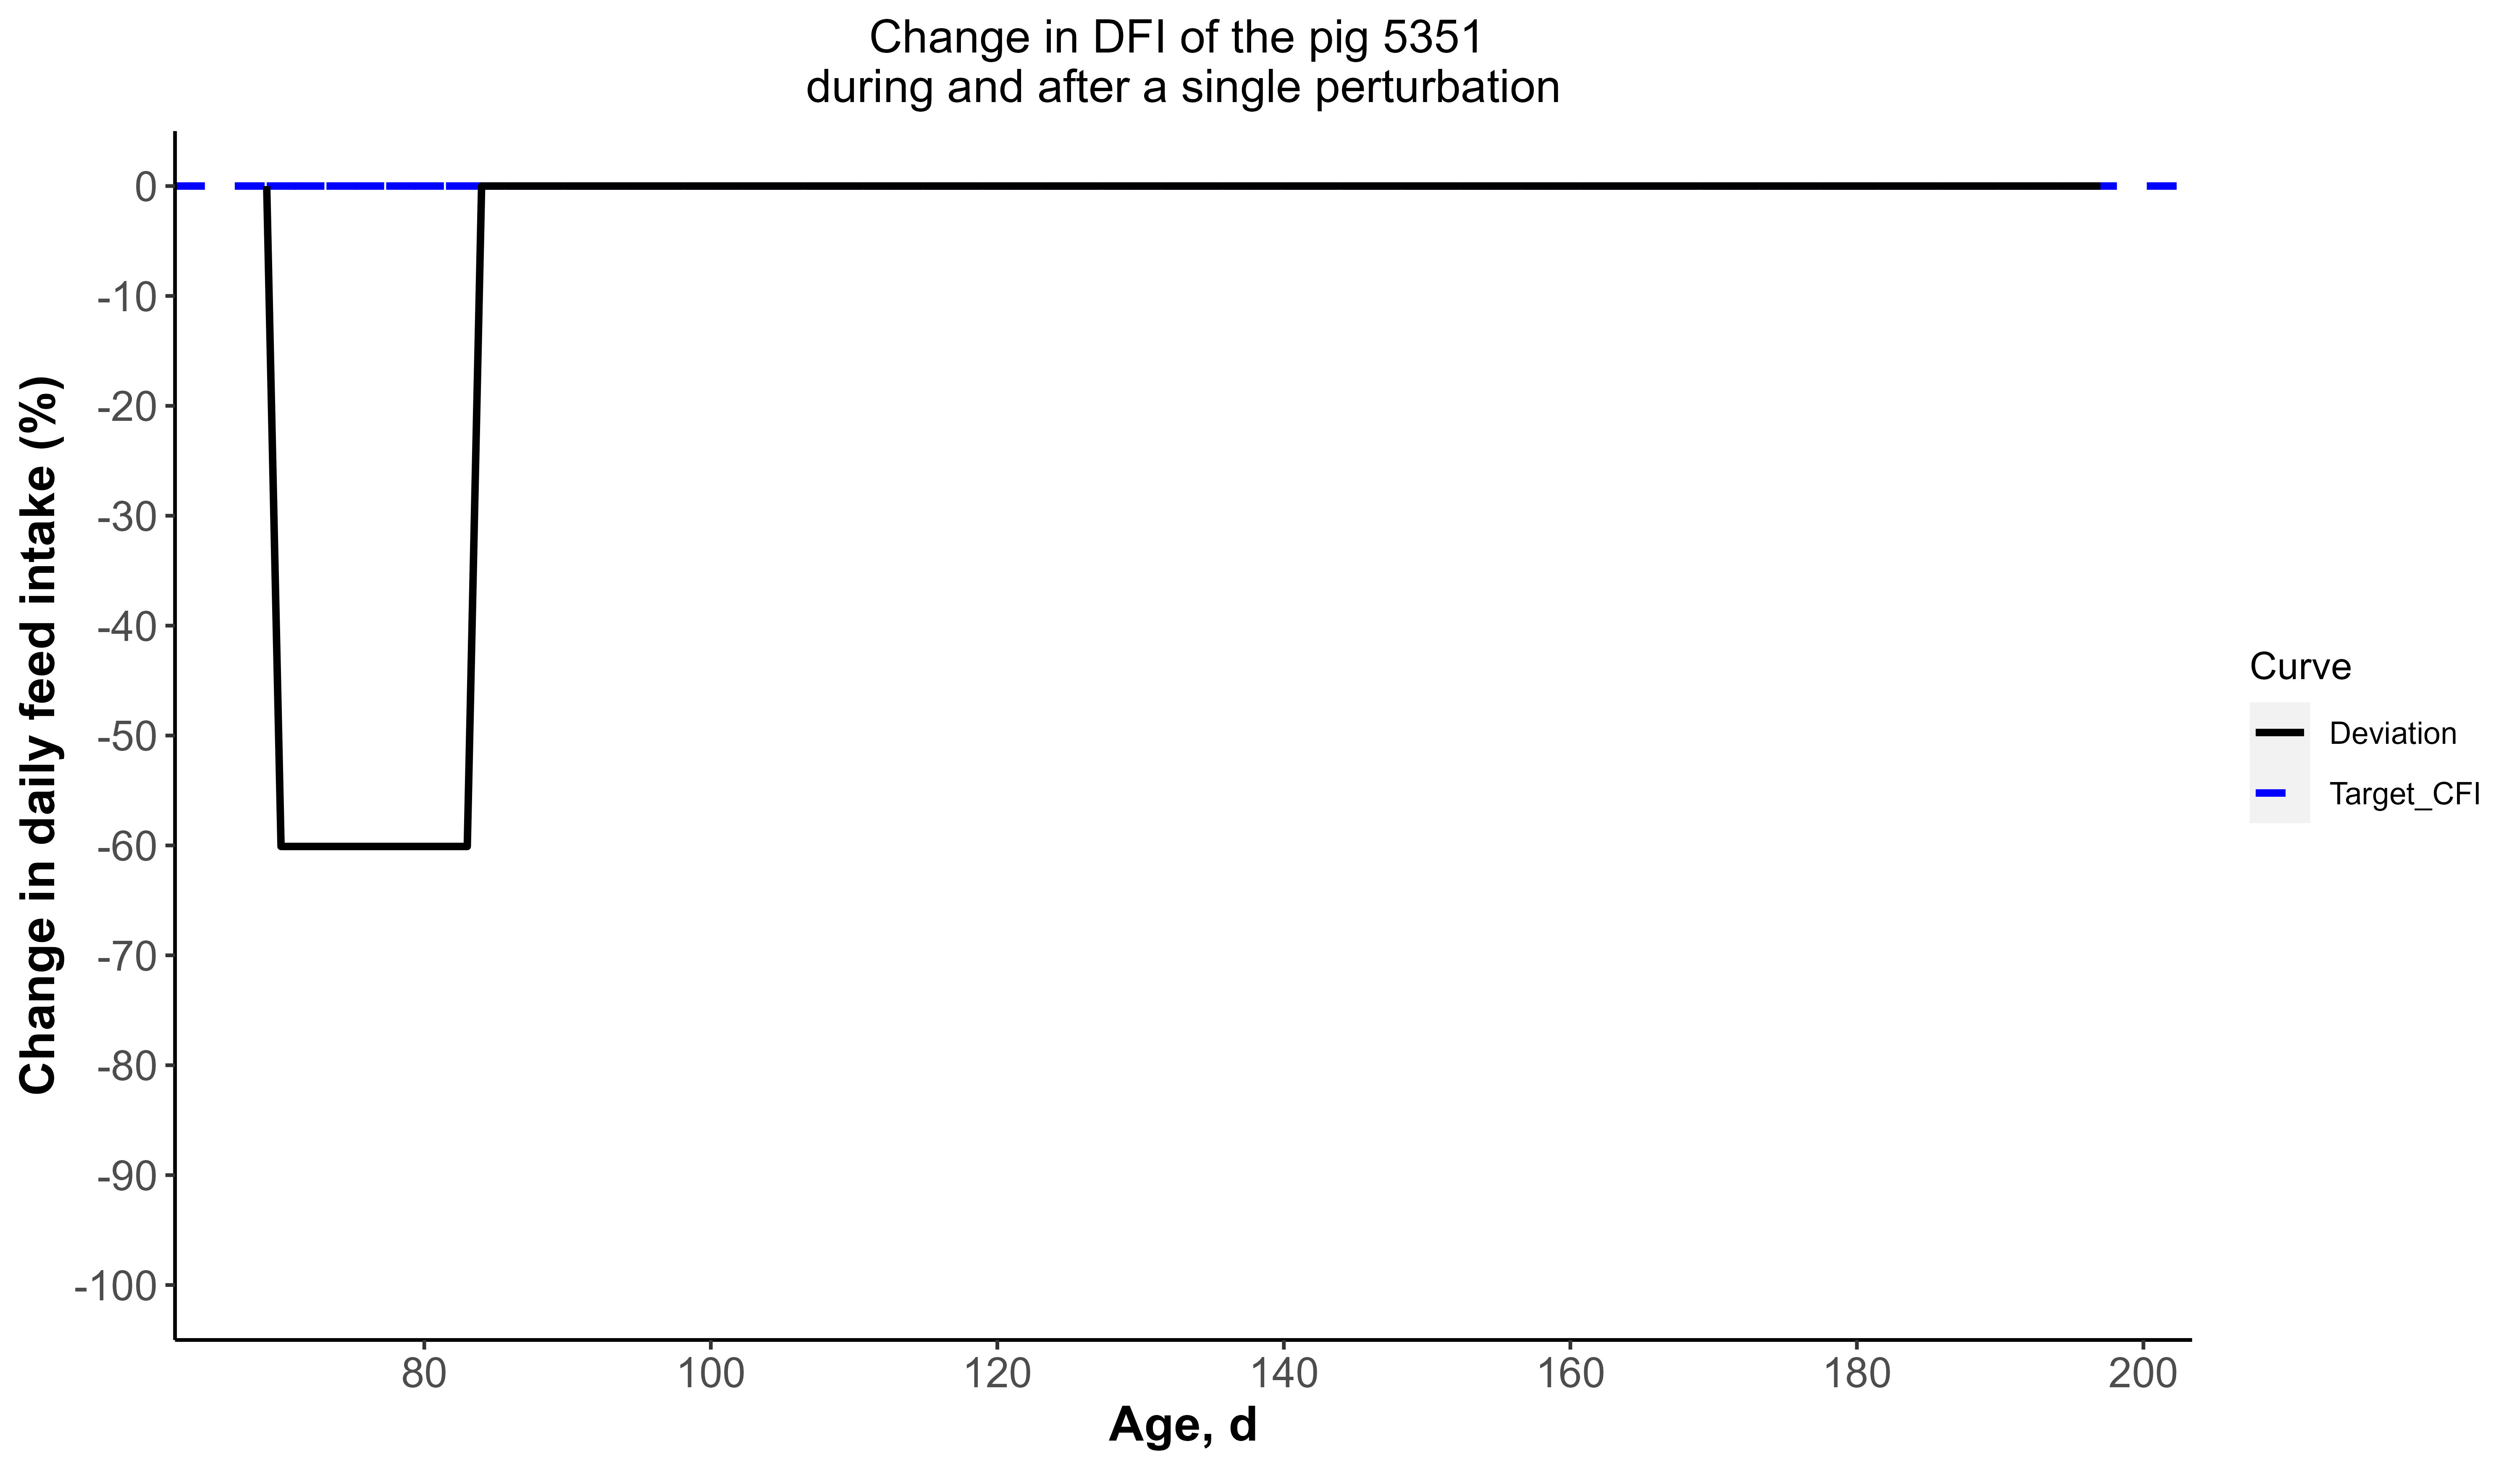 Change in DFI of the pig 5351
during and after a single perturbation
Change in daily feed intake (%)
0
-10
-20
-30
-40
-50
-60
-70
-80
-90
-100
80
100
120
140
160
180
200
Age, d
Curve
Deviation
Target_CFI